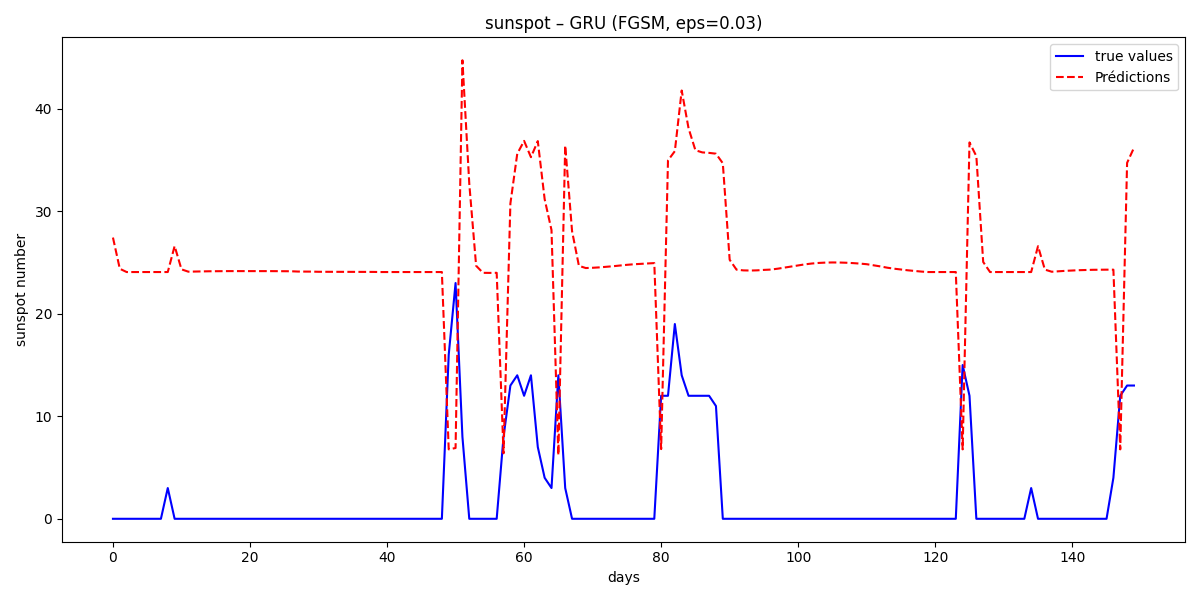 sunspot – GRU (FGSM, eps=0.03)
true values
Prédictions
sunspot number
40
30
20
10
0
0 20 40 60 80 100 120 140
days